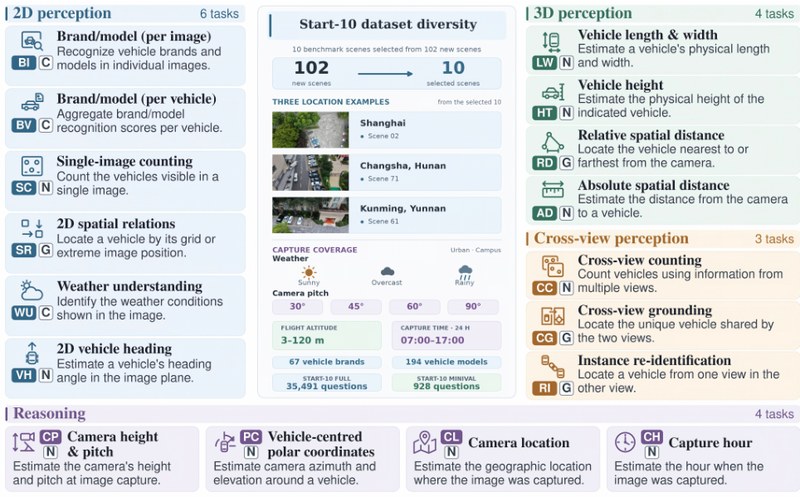 2D perception 6 tasks
Brand/model (per image)
Recognize vehicle brands and
models in individual images.
BI C
Brand/model (per vehicle)
Aggregate brand/model
recognition scores per vehicle.
BV C
Single-image counting
Count the vehicles visible in a
single image.
SC N
2D spatial relations
Locate a vehicle by its grid or
extreme image position.
SR G
Weather understanding
Identify the weather conditions
shown in the image.
WU C
2D vehicle heading
Estimate a vehicle's heading
angle in the image plane.
VH N
Start-10 dataset diversity
10 benchmark scenes selected from 102 new scenes
102 10
new scenes selected scenes
THREE LOCATION EXAMPLES from the selected 10
Shanghai
• Scene 02
Changsha, Hunan
• Scene 71
Kunming, Yunnan
• Scene 61
CAPTURE COVERAGE Urban · Campus
Weather
Sunny Overcast Rainy
Camera pitch
30° 45° 60° 90°
FLIGHT ALTITUDE CAPTURE TIME · 24 H
3–120 m 07:00–17:00
67 vehicle brands 194 vehicle models
START-10 FULL START-10 MINIVAL
35,491 questions 928 questions
3D perception 4 tasks
Vehicle length & width
Estimate a vehicle's physical length
and width.
LW N
Vehicle height
Estimate the physical height of the
indicated vehicle.
HT N
Relative spatial distance
Locate the vehicle nearest to or
farthest from the camera.
RD G
Absolute spatial distance
Estimate the distance from the camera
to a vehicle.
AD N
Cross-view perception 3 tasks
Cross-view counting
Count vehicles using information from
multiple views.
CC N
Cross-view grounding
Locate the unique vehicle shared by
the two views.
CG G
Instance re-identification
Locate a vehicle from one view in the
other view.
RI G
Reasoning 4 tasks
CP N Camera height
& pitch
Estimate the camera's height
and pitch at image capture.
PC N Vehicle-centred
polar coordinates
Estimate camera azimuth and
elevation around a vehicle.
CL N Camera location
Estimate the geographic location
where the image was captured.
CH N Capture hour
Estimate the hour when the
image was captured.